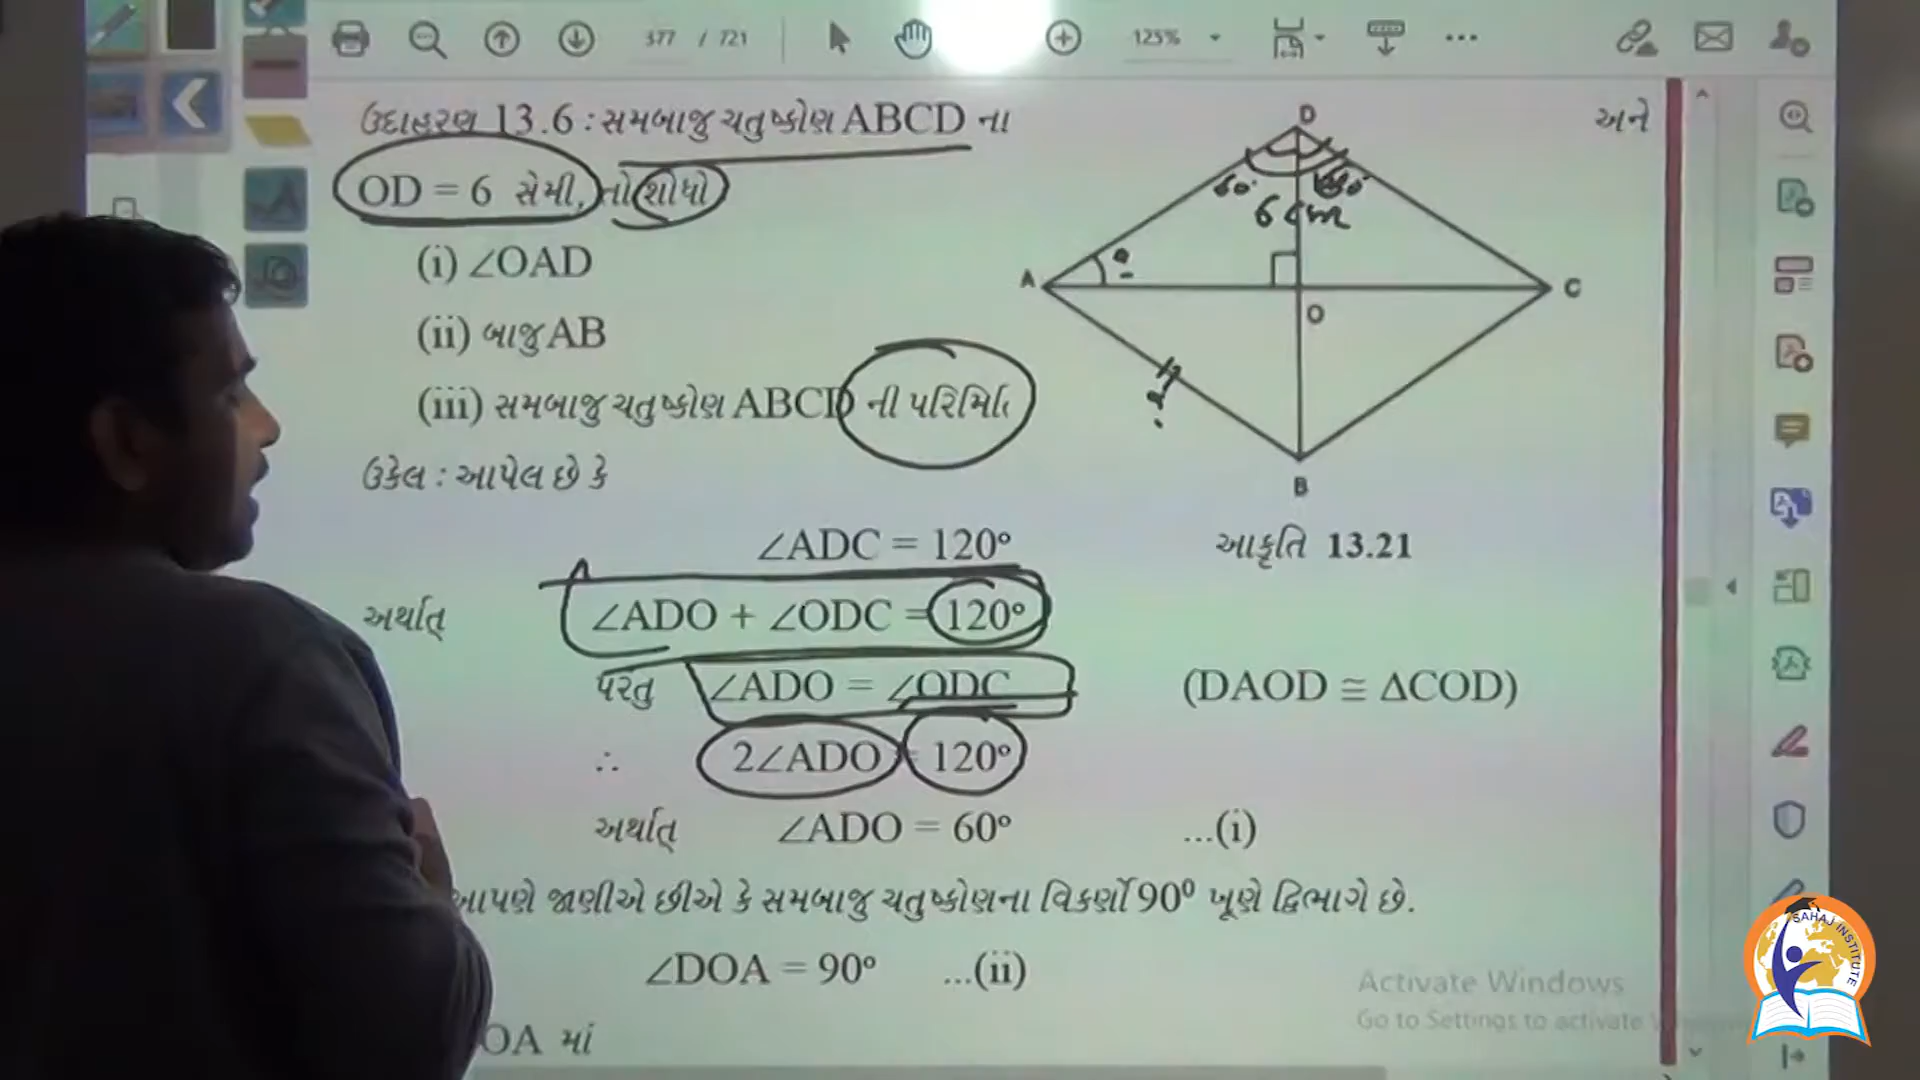 377 / 721
125%
ઉદાહરણ 13.6 : સમબાજુ ચતુષ્કોણ ABCD ના
અને
OD = 6 સેમી, તો શોધો
(i) ∠OAD
(ii) બાજુ AB
(iii) સમબાજુ ચતુષ્કોણ ABCD ની પરિમિતિ
ઉકેલ : આપેલ છે કે
D
60°
60°
6 cm
A
?
C
O
?
B
આકૃતિ 13.21
∠ADC = 120°
અર્થાત્ ∠ADO + ∠ODC = 120°
પરંતુ ∠ADO = ∠ODC (DAOD ≅ ΔCOD)
∴ 2∠ADO = 120°
અર્થાત્ ∠ADO = 60° ...(i)
આપણે જાણીએ છીએ કે સમબાજુ ચતુષ્કોણના વિકર્ણો 90⁰ ખૂણે દ્વિભાગે છે.
∠DOA = 90° ...(ii)
OA માં
Activate Windows
Go to Settings to activate
SAHAJ INSTITUTE